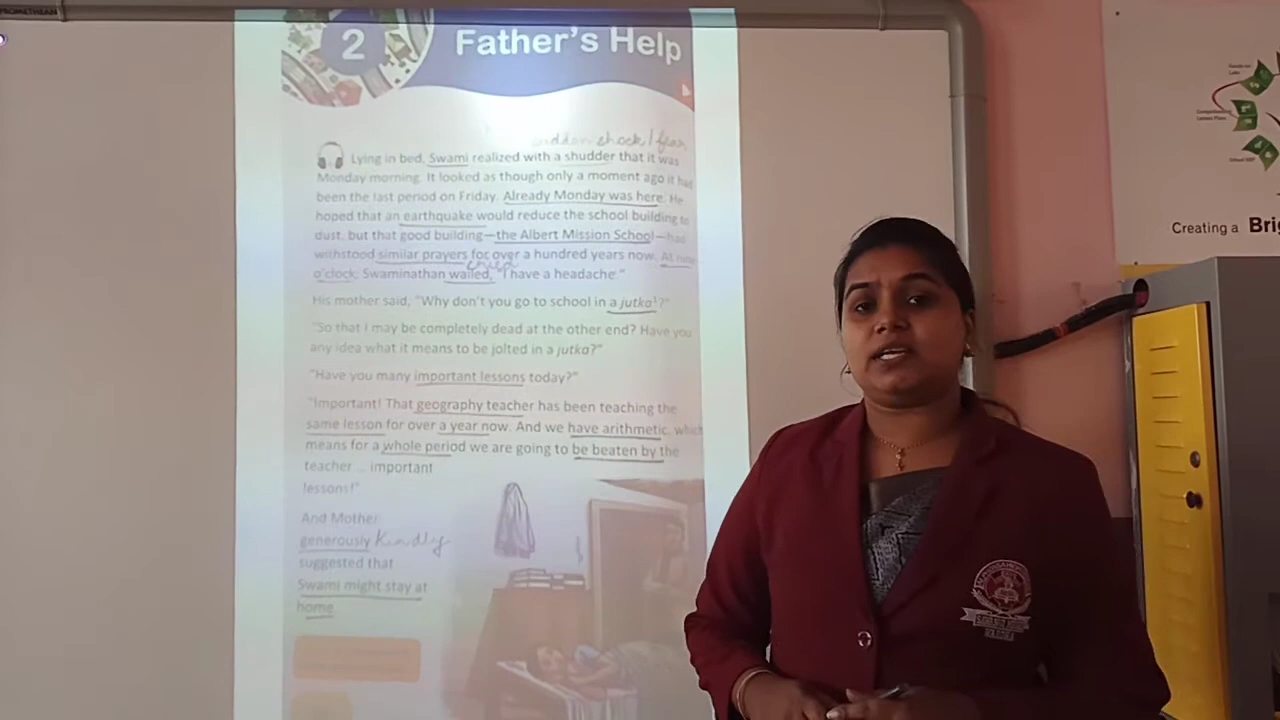 PROMETHEAN
2
Father's Help
sudden shock / fear
Lying in bed, Swami realized with a shudder that it was
Monday morning. It looked as though only a moment ago it had
been the last period on Friday. Already Monday was here. He
hoped that an earthquake would reduce the school building to
dust, but that good building—the Albert Mission School—had
withstood similar prayers for over a hundred years now. At nine
cried
o'clock, Swaminathan wailed, "I have a headache."
His mother said, "Why don't you go to school in a jutka¹?"
"So that I may be completely dead at the other end? Have you
any idea what it means to be jolted in a jutka?"
"Have you many important lessons today?"
"Important! That geography teacher has been teaching the
same lesson for over a year now. And we have arithmetic, which
means for a whole period we are going to be beaten by the
teacher ... important
lessons!"
And Mother
generously Kindly
suggested that
Swami might stay at
home.
Creating a Bri